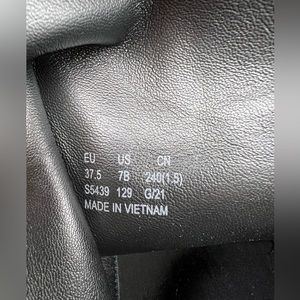 EU US CN
37.5 7B 240(1.5)
S5439 129 G/21
MADE IN VIETNAM